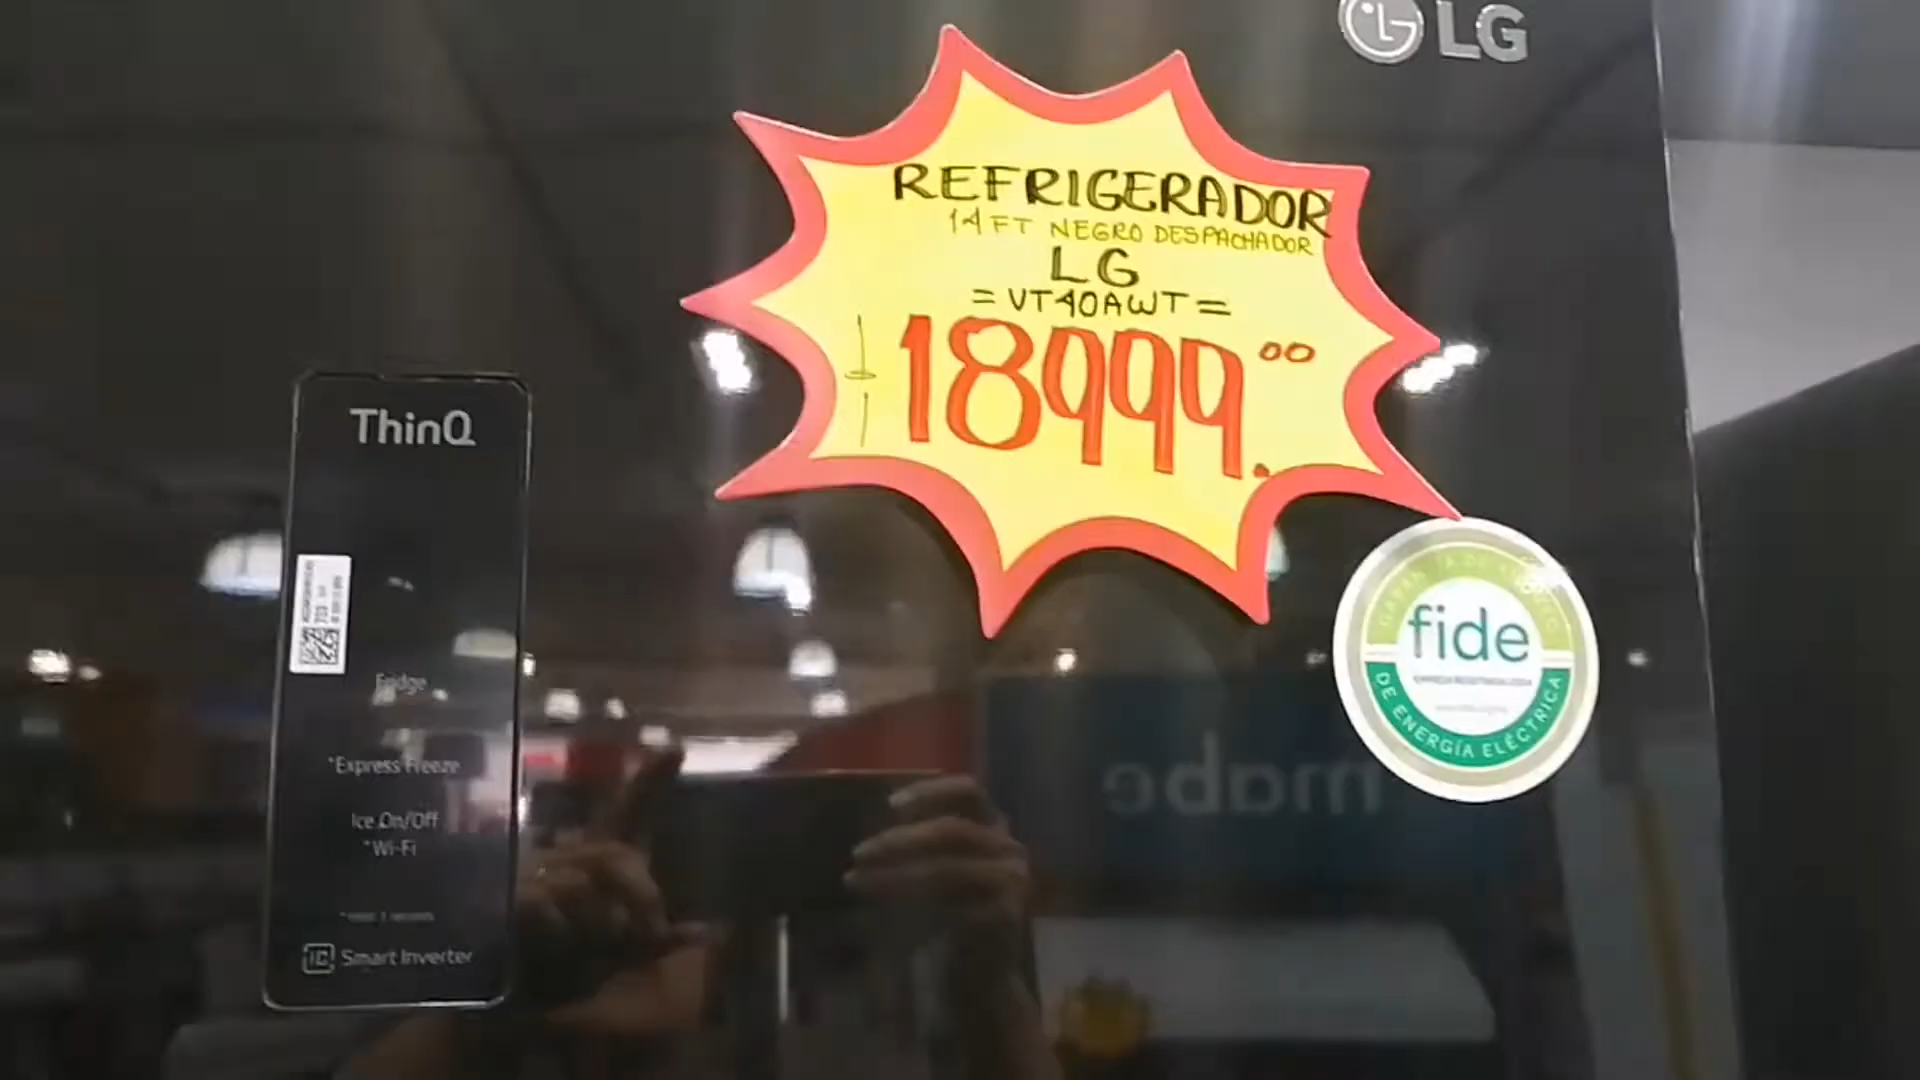 LG
REFRIGERADOR
14 FT NEGRO DESPACHADOR
LG
=VT40AWT=
$18999.00
ThinQ
Fridge
*Express Freeze
Ice On/Off
*Wi-Fi
Smart Inverter
fide
DE ENERGÍA ELÉCTRICA
mabe